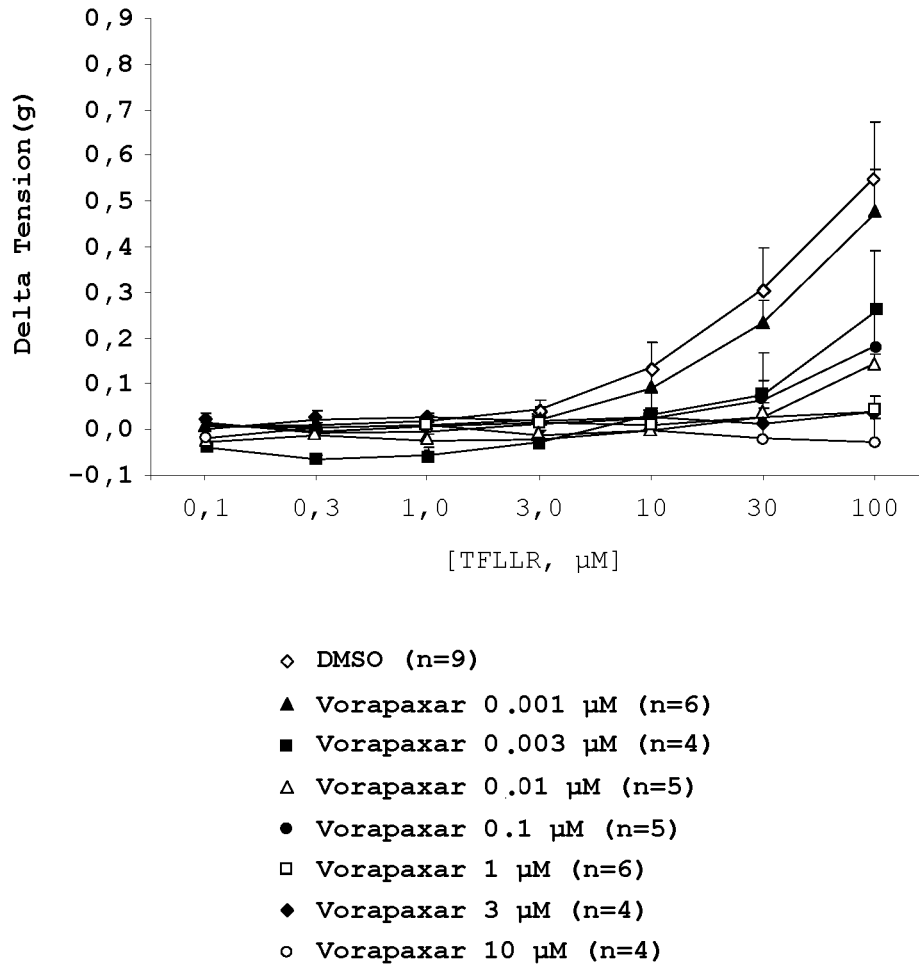 0,9
0,8
0,7
0,6
0,5
0,4
0,3
0,2
0,1
0,0
-0,1
Delta Tension(g)
0,1 0,3 1,0 3,0 10 30 100
[TFLLR, µM]
DMSO (n=9)
Vorapaxar 0.001 µM (n=6)
Vorapaxar 0.003 µM (n=4)
Vorapaxar 0.01 µM (n=5)
Vorapaxar 0.1 µM (n=5)
Vorapaxar 1 µM (n=6)
Vorapaxar 3 µM (n=4)
Vorapaxar 10 µM (n=4)